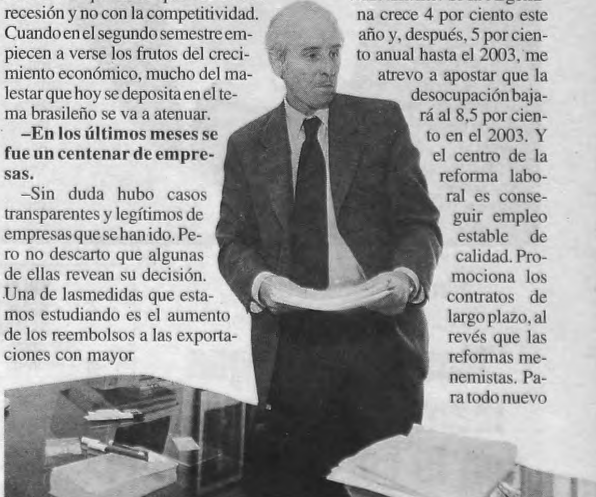 recesión y no con la competitividad.
Cuando en el segundo semestre em-
piecen a verse los frutos del creci-
miento económico, mucho del ma-
lestar que hoy se deposita en el te-
ma brasileño se va a atenuar.
–En los últimos meses se
fue un centenar de empre-
sas.
–Sin duda hubo casos
transparentes y legítimos de
empresas que se han ido. Pe-
ro no descarto que algunas
de ellas revean su decisión.
Una de lasmedidas que esta-
mos estudiando es el aumento
de los reembolsos a las exporta-
ciones con mayor
na crece 4 por ciento este
año y, después, 5 por cien-
to anual hasta el 2003, me
atrevo a apostar que la
desocupación baja-
rá al 8,5 por cien-
to en el 2003. Y
el centro de la
reforma labo-
ral es conse-
guir empleo
estable de
calidad. Pro-
mociona los
contratos de
largo plazo, al
revés que las
reformas me-
nemistas. Pa-
ra todo nuevo